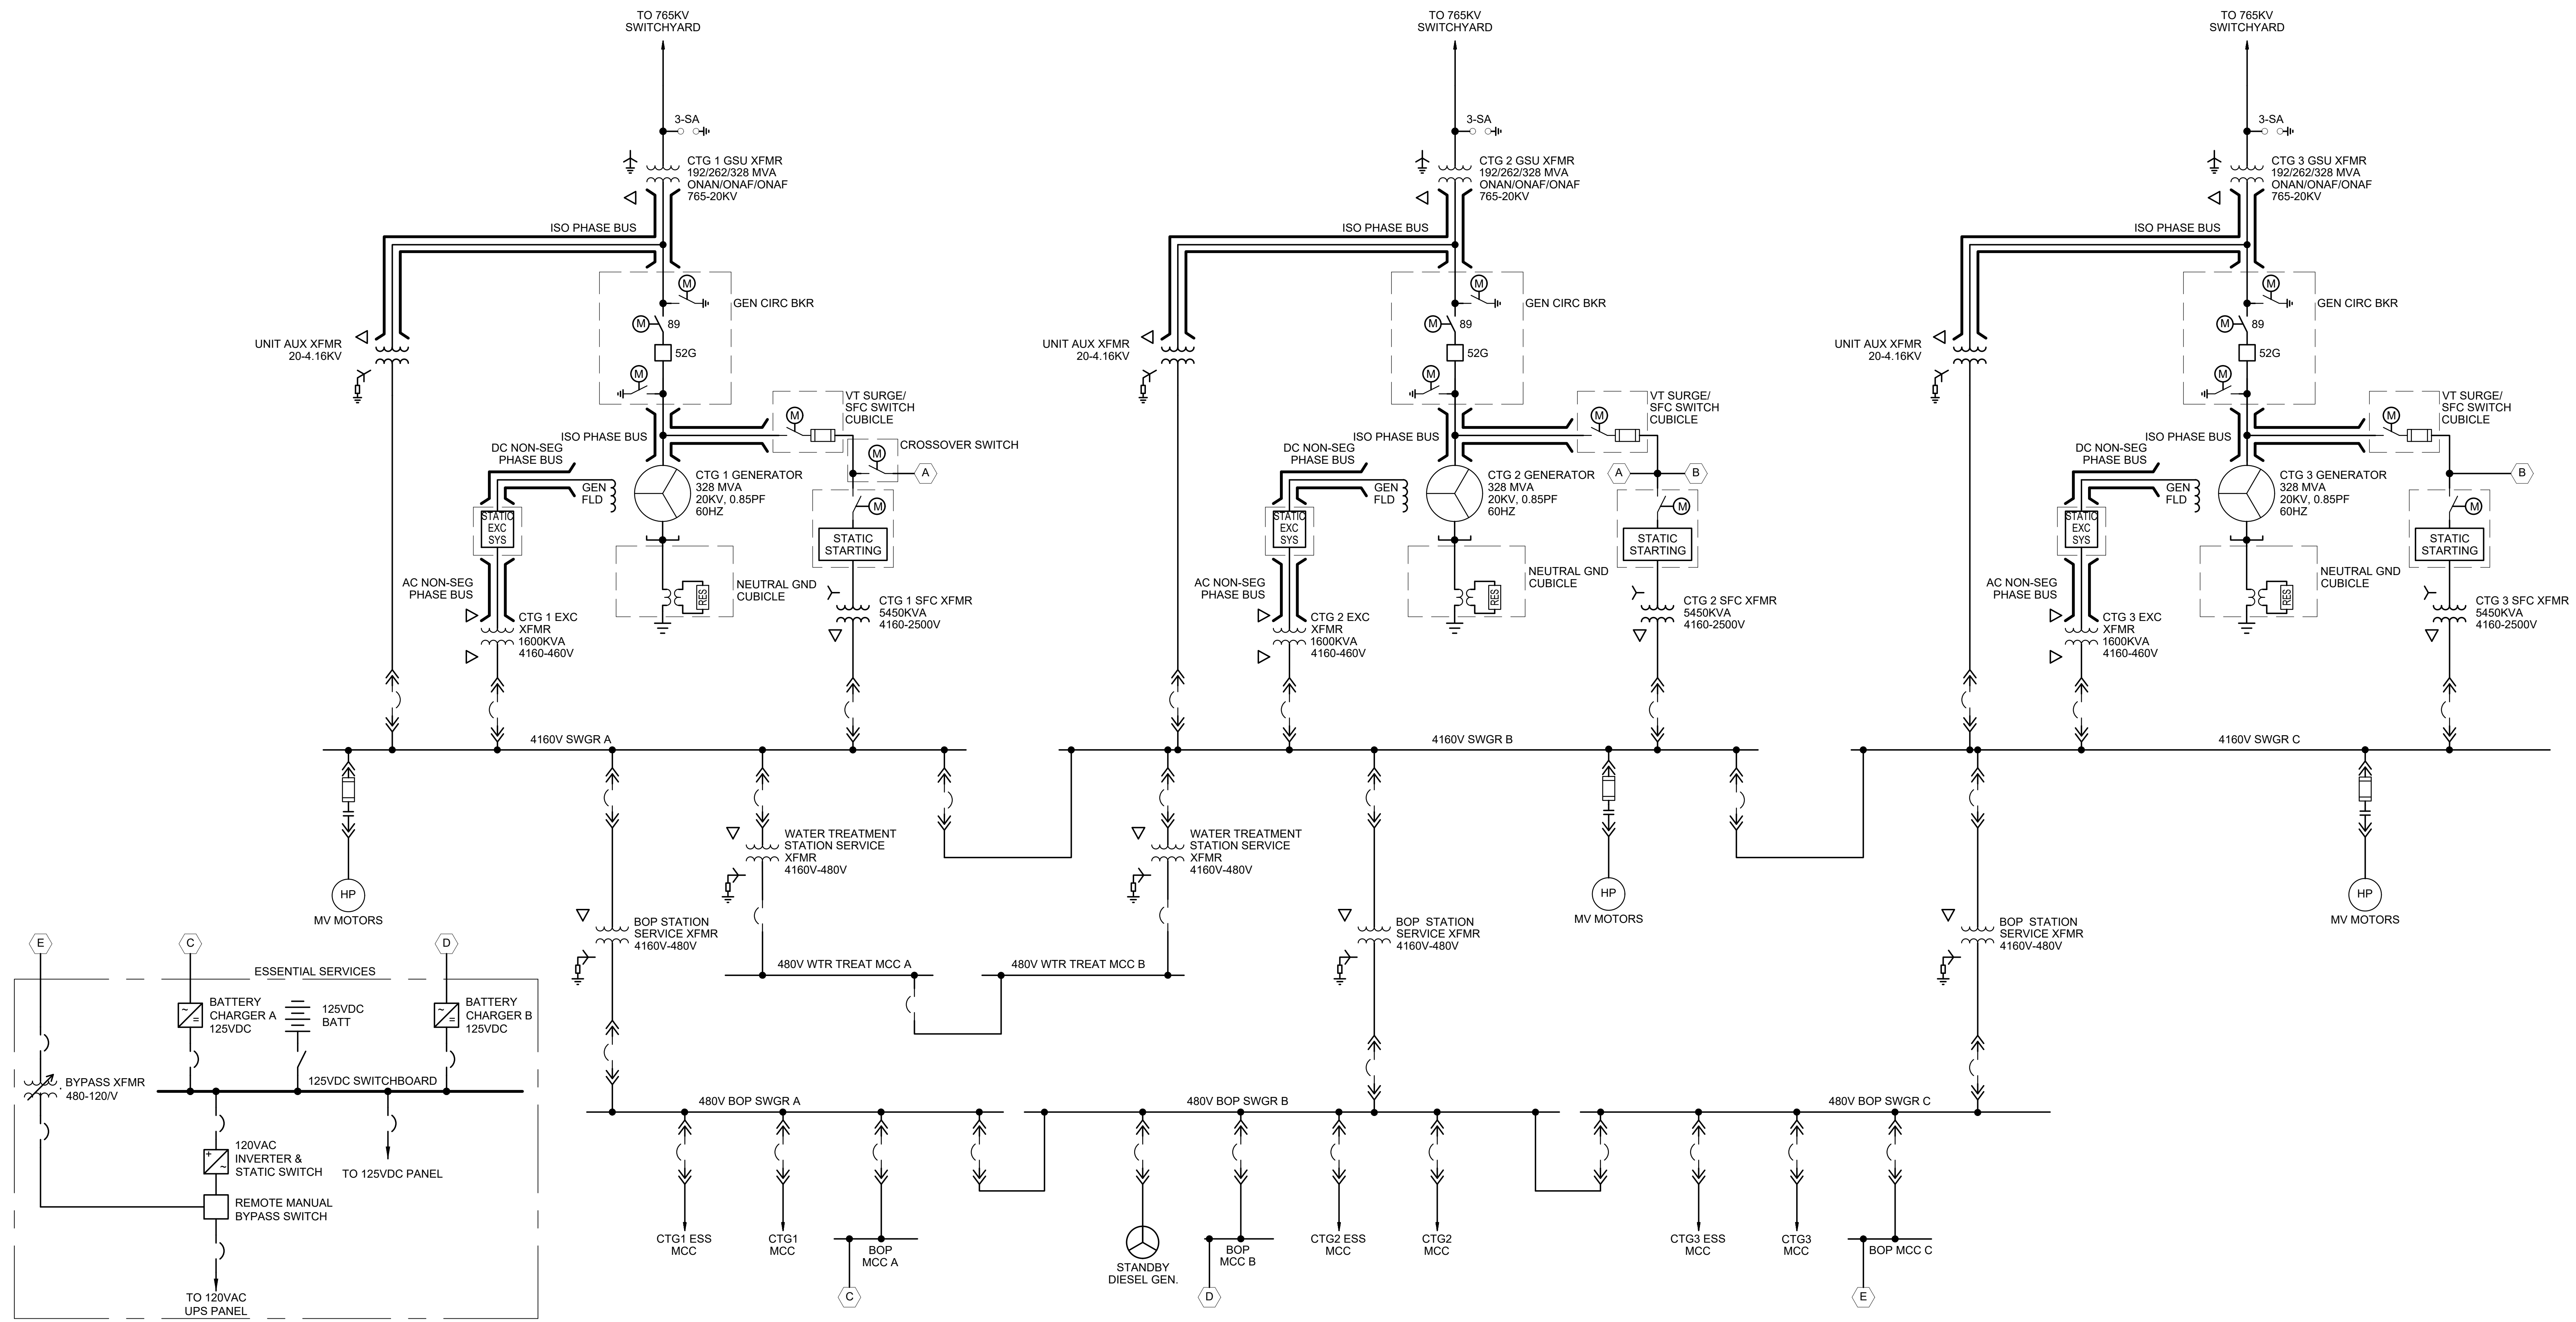 TO 765KV
SWITCHYARD
TO 765KV
SWITCHYARD
TO 765KV
SWITCHYARD
3-SA
3-SA
3-SA
CTG 1 GSU XFMR
192/262/328 MVA
ONAN/ONAF/ONAF
765-20KV
CTG 2 GSU XFMR
192/262/328 MVA
ONAN/ONAF/ONAF
765-20KV
CTG 3 GSU XFMR
192/262/328 MVA
ONAN/ONAF/ONAF
765-20KV
ISO PHASE BUS
ISO PHASE BUS
ISO PHASE BUS
M
GEN CIRC BKR
M
89
52G
M
M
GEN CIRC BKR
M
89
52G
M
M
GEN CIRC BKR
M
89
52G
M
UNIT AUX XFMR
20-4.16KV
UNIT AUX XFMR
20-4.16KV
UNIT AUX XFMR
20-4.16KV
VT SURGE/
SFC SWITCH
CUBICLE
M
VT SURGE/
SFC SWITCH
CUBICLE
M
VT SURGE/
SFC SWITCH
CUBICLE
M
ISO PHASE BUS
ISO PHASE BUS
ISO PHASE BUS
CROSSOVER SWITCH
M
A
A
B
B
DC NON-SEG
PHASE BUS
DC NON-SEG
PHASE BUS
DC NON-SEG
PHASE BUS
GEN
FLD
GEN
FLD
GEN
FLD
CTG 1 GENERATOR
328 MVA
20KV, 0.85PF
60HZ
CTG 2 GENERATOR
328 MVA
20KV, 0.85PF
60HZ
CTG 3 GENERATOR
328 MVA
20KV, 0.85PF
60HZ
STATIC
EXC
SYS
STATIC
EXC
SYS
STATIC
EXC
SYS
M
STATIC
STARTING
M
STATIC
STARTING
M
STATIC
STARTING
AC NON-SEG
PHASE BUS
AC NON-SEG
PHASE BUS
AC NON-SEG
PHASE BUS
RES
NEUTRAL GND
CUBICLE
RES
NEUTRAL GND
CUBICLE
RES
NEUTRAL GND
CUBICLE
CTG 1 EXC
XFMR
1600KVA
4160-460V
CTG 1 SFC XFMR
5450KVA
4160-2500V
CTG 2 EXC
XFMR
1600KVA
4160-460V
CTG 2 SFC XFMR
5450KVA
4160-2500V
CTG 3 EXC
XFMR
1600KVA
4160-460V
CTG 3 SFC XFMR
5450KVA
4160-2500V
4160V SWGR A
4160V SWGR B
4160V SWGR C
WATER TREATMENT
STATION SERVICE
XFMR
4160V-480V
WATER TREATMENT
STATION SERVICE
XFMR
4160V-480V
HP
MV MOTORS
HP
MV MOTORS
HP
MV MOTORS
BOP STATION
SERVICE XFMR
4160V-480V
BOP STATION
SERVICE XFMR
4160V-480V
BOP STATION
SERVICE XFMR
4160V-480V
480V WTR TREAT MCC A
480V WTR TREAT MCC B
E
C
D
ESSENTIAL SERVICES
BATTERY
CHARGER A
125VDC
~
=
125VDC
BATT
BATTERY
CHARGER B
125VDC
~
=
BYPASS XFMR
480-120/V
125VDC SWITCHBOARD
120VAC
INVERTER &
STATIC SWITCH
+
~
TO 125VDC PANEL
REMOTE MANUAL
BYPASS SWITCH
TO 120VAC
UPS PANEL
480V BOP SWGR A
480V BOP SWGR B
480V BOP SWGR C
CTG1 ESS
MCC
CTG1
MCC
BOP
MCC A
C
STANDBY
DIESEL GEN.
BOP
MCC B
D
CTG2 ESS
MCC
CTG2
MCC
CTG3 ESS
MCC
CTG3
MCC
BOP MCC C
E